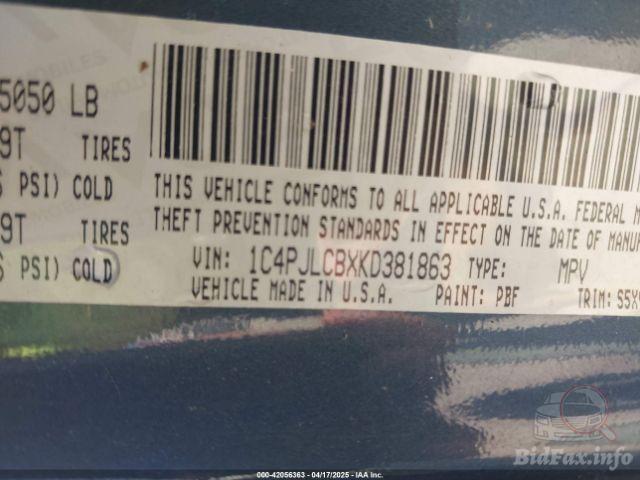 5050 LB
9T TIRES
PSI) COLD
9T TIRES
PSI) COLD
THIS VEHICLE CONFORMS TO ALL APPLICABLE U.S.A. FEDERAL M
THEFT PREVENTION STANDARDS IN EFFECT ON THE DATE OF MANUF
VIN: 1C4PJLCBXKD381863 TYPE: MPV
VEHICLE MADE IN U.S.A. PAINT: PBF TRIM: S5X
BidFax.info
000-42056363 - 04/17/2025 - IAA Inc.